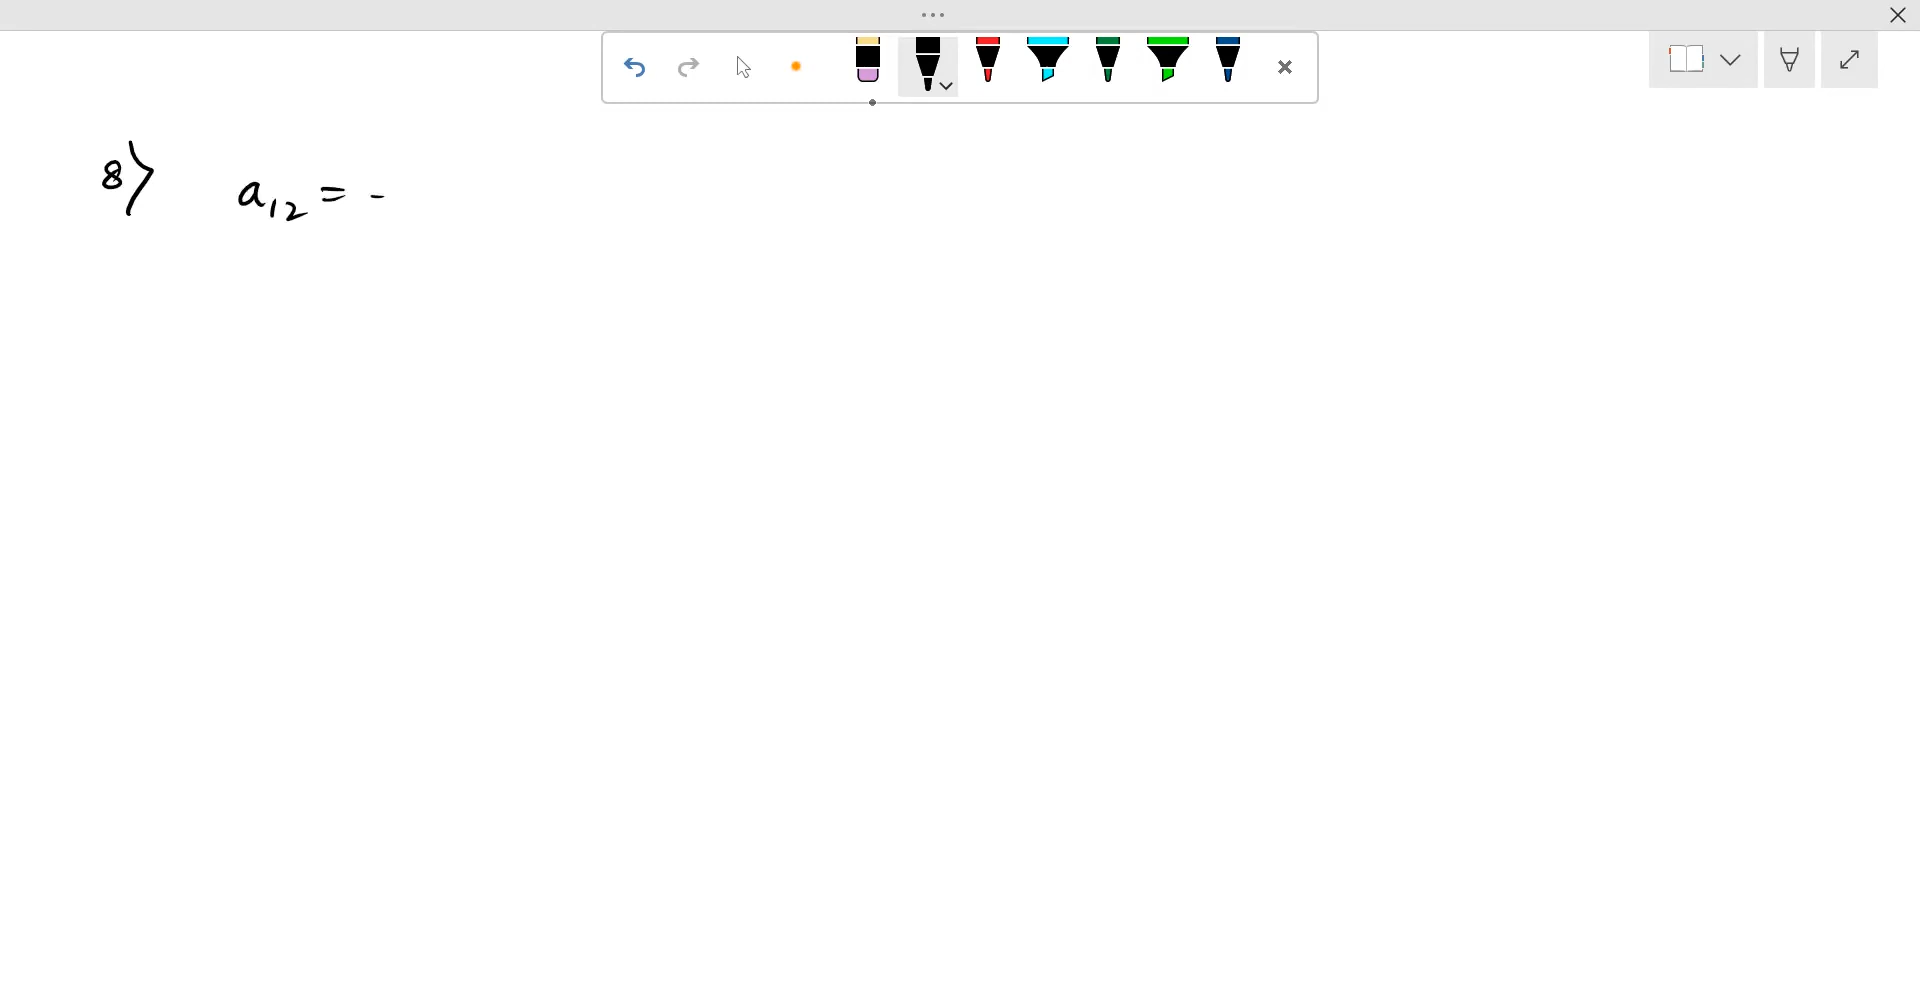 8) a₁₂ = -